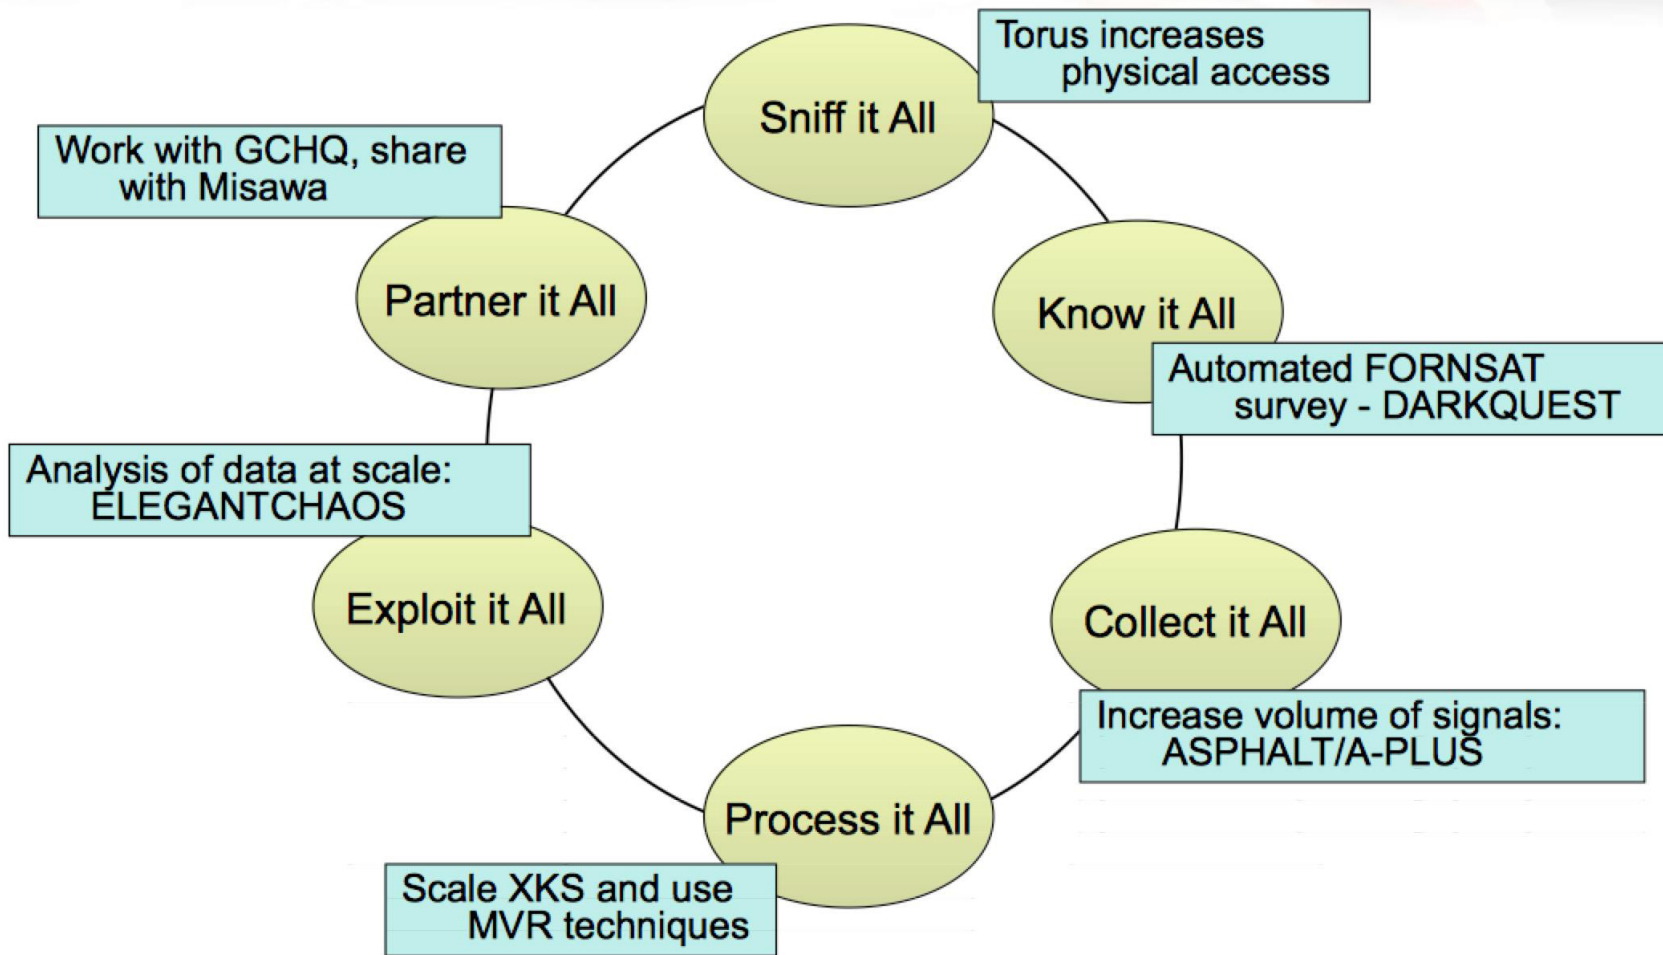 Sniff it All
Torus increases
physical access
Know it All
Automated FORNSAT
survey - DARKQUEST
Collect it All
Increase volume of signals:
ASPHALT/A-PLUS
Process it All
Scale XKS and use
MVR techniques
Exploit it All
Analysis of data at scale:
ELEGANTCHAOS
Partner it All
Work with GCHQ, share
with Misawa